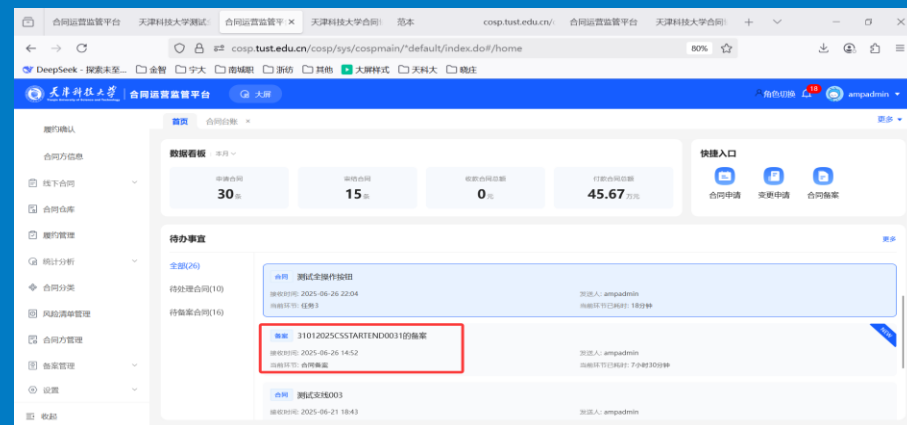 合同运营监管平台
天津科技大学测试
合同运营监管平
天津科技大学合同
范本
cosp.tust.edu.cn/
合同运营监管平台
天津科技大学合同
cosp.tust.edu.cn/cosp/sys/cospmain/*default/index.do#/home
80%
DeepSeek - 探索未至...
金智
宁大
南城职
浙纺
其他
大屏样式
天科大
晓庄
天津科技大学
合同运营监管平台
大屏
角色切换
18
ampadmin
履约确认
合同方信息
线下合同
合同仓库
履约管理
统计分析
合同分类
风险清单管理
合同方管理
备案管理
设置
收起
首页
合同台账
更多
数据看板
本月
申请合同
30条
审结合同
15条
收款合同总额
0元
付款合同总额
45.67万元
快捷入口
合同申请
变更申请
合同备案
待办事宜
更多
全部(26)
待处理合同(10)
待备案合同(16)
合同 测试全操作按钮
接收时间: 2025-06-26 22:04
发送人: ampadmin
当前环节: 任务3
当前环节已耗时: 18分钟
备案 31012025CSSTARTEND0031的备案
NEW
接收时间: 2025-06-26 14:52
发送人: ampadmin
当前环节: 合同备案
当前环节已耗时: 7小时30分钟
合同 测试支线003
接收时间: 2025-06-21 18:43
发送人: ampadmin